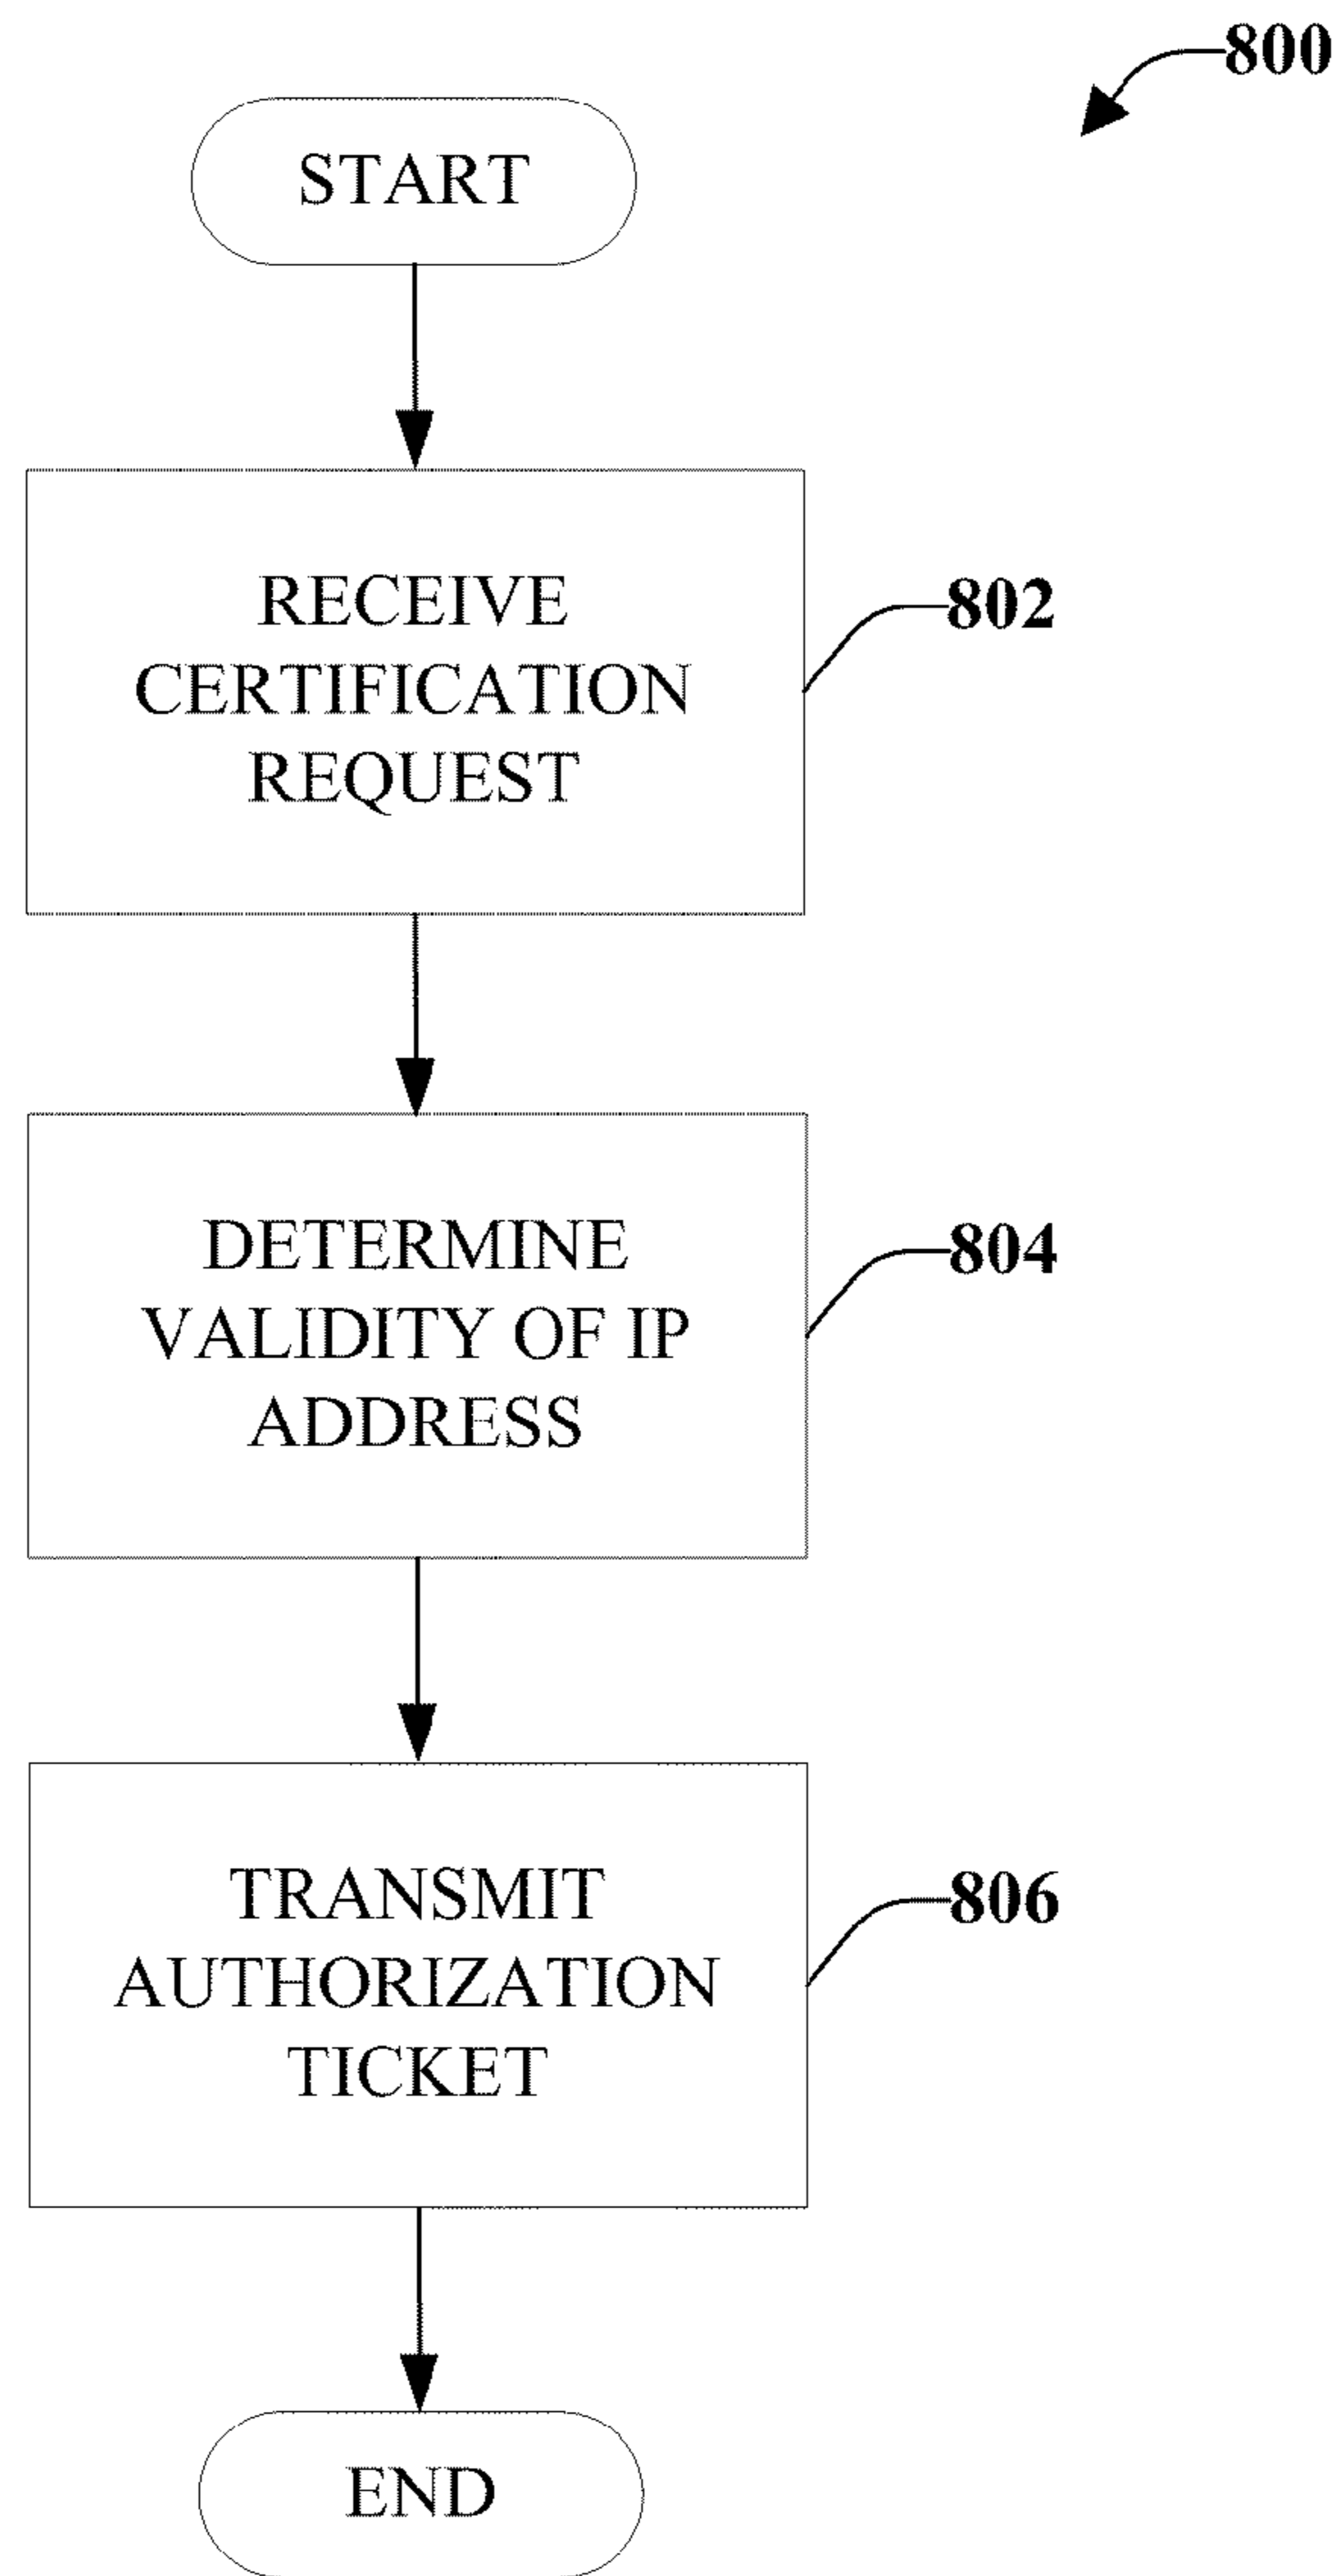 800
START
RECEIVE
CERTIFICATION
REQUEST
802
DETERMINE
VALIDITY OF IP
ADDRESS
804
TRANSMIT
AUTHORIZATION
TICKET
806
END